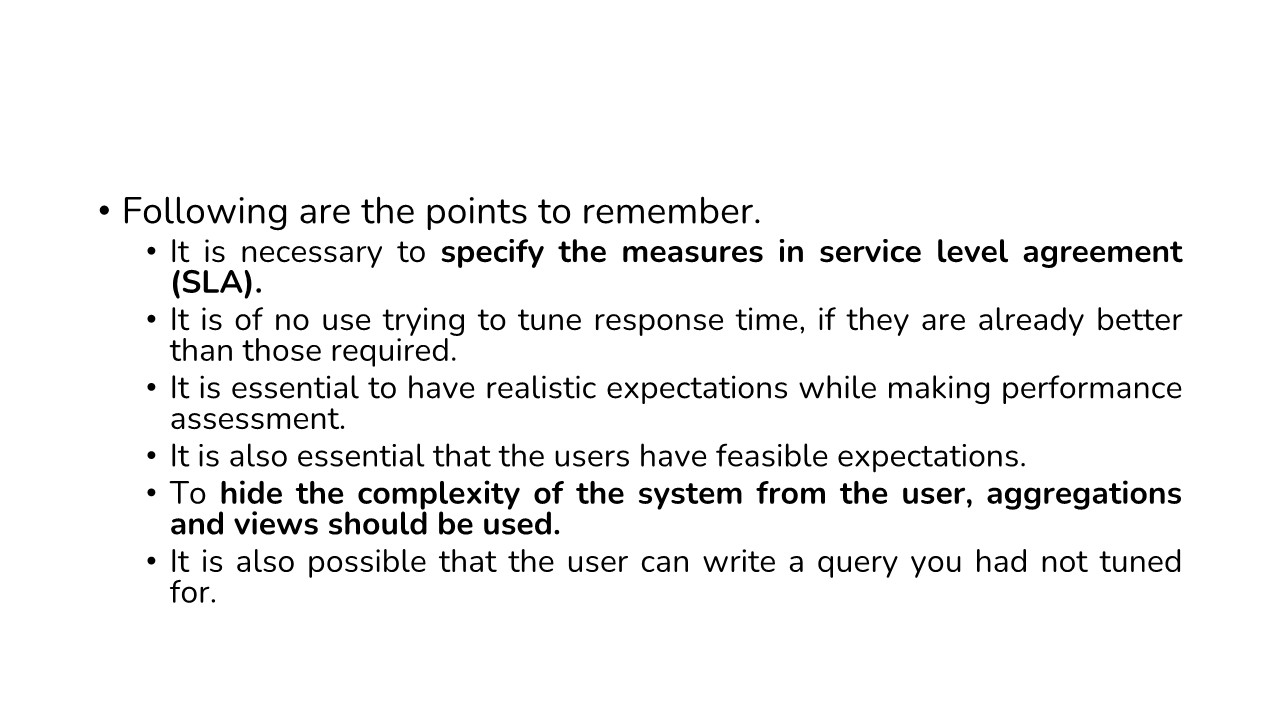 • Following are the points to remember.
• It is necessary to specify the measures in service level agreement
(SLA).
• It is of no use trying to tune response time, if they are already better
than those required.
• It is essential to have realistic expectations while making performance
assessment.
• It is also essential that the users have feasible expectations.
• To hide the complexity of the system from the user, aggregations
and views should be used.
• It is also possible that the user can write a query you had not tuned
for.